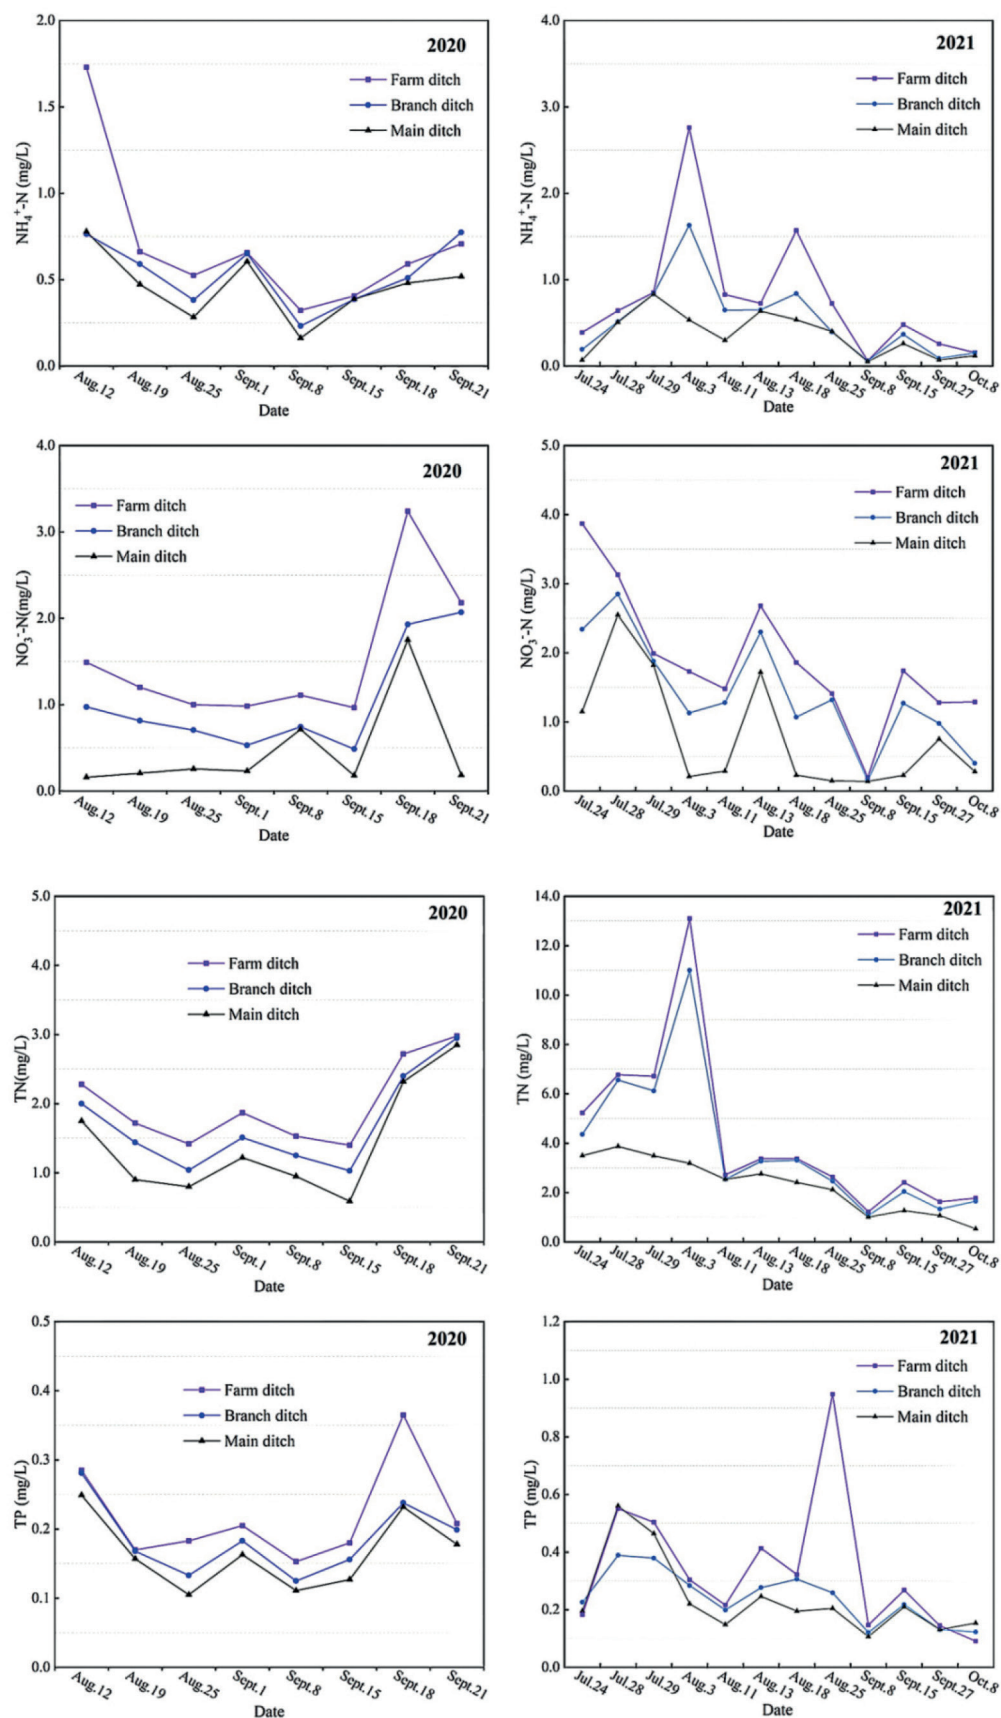 2020
Farm ditch
Branch ditch
Main ditch
NH4+-N (mg/L)
2.0
1.5
1.0
0.5
0.0
Aug.12 Aug.19 Aug.25 Sept.1 Sept.8 Sept.15 Sept.18 Sept.21
Date
2021
Farm ditch
Branch ditch
Main ditch
NH4+-N (mg/L)
4.0
3.0
2.0
1.0
0.0
Jul.24 Jul.28 Jul.29 Aug.3 Aug.11 Aug.13 Aug.18 Aug.25 Sept.8 Sept.15 Sept.27 Oct.8
Date
2020
Farm ditch
Branch ditch
Main ditch
NO3--N(mg/L)
4.0
3.0
2.0
1.0
0.0
Aug.12 Aug.19 Aug.25 Sept.1 Sept.8 Sept.15 Sept.18 Sept.21
Date
2021
Farm ditch
Branch ditch
Main ditch
NO3--N (mg/L)
5.0
4.0
3.0
2.0
1.0
0.0
Jul.24 Jul.28 Jul.29 Aug.3 Aug.11 Aug.13 Aug.18 Aug.25 Sept.8 Sept.15 Sept.27 Oct.8
Date
2020
Farm ditch
Branch ditch
Main ditch
TN(mg/L)
5.0
4.0
3.0
2.0
1.0
0.0
Aug.12 Aug.19 Aug.25 Sept.1 Sept.8 Sept.15 Sept.18 Sept.21
Date
2021
Farm ditch
Branch ditch
Main ditch
TN (mg/L)
14.0
12.0
10.0
8.0
6.0
4.0
2.0
0.0
Jul.24 Jul.28 Jul.29 Aug.3 Aug.11 Aug.13 Aug.18 Aug.25 Sept.8 Sept.15 Sept.27 Oct.8
Date
2020
Farm ditch
Branch ditch
Main ditch
TP (mg/L)
0.5
0.4
0.3
0.2
0.1
0.0
Aug.12 Aug.19 Aug.25 Sept.1 Sept.8 Sept.15 Sept.18 Sept.21
Date
2021
Farm ditch
Branch ditch
Main ditch
TP (mg/L)
1.2
1.0
0.8
0.6
0.4
0.2
0.0
Jul.24 Jul.28 Jul.29 Aug.3 Aug.11 Aug.13 Aug.18 Aug.25 Sept.8 Sept.15 Sept.27 Oct.8
Date